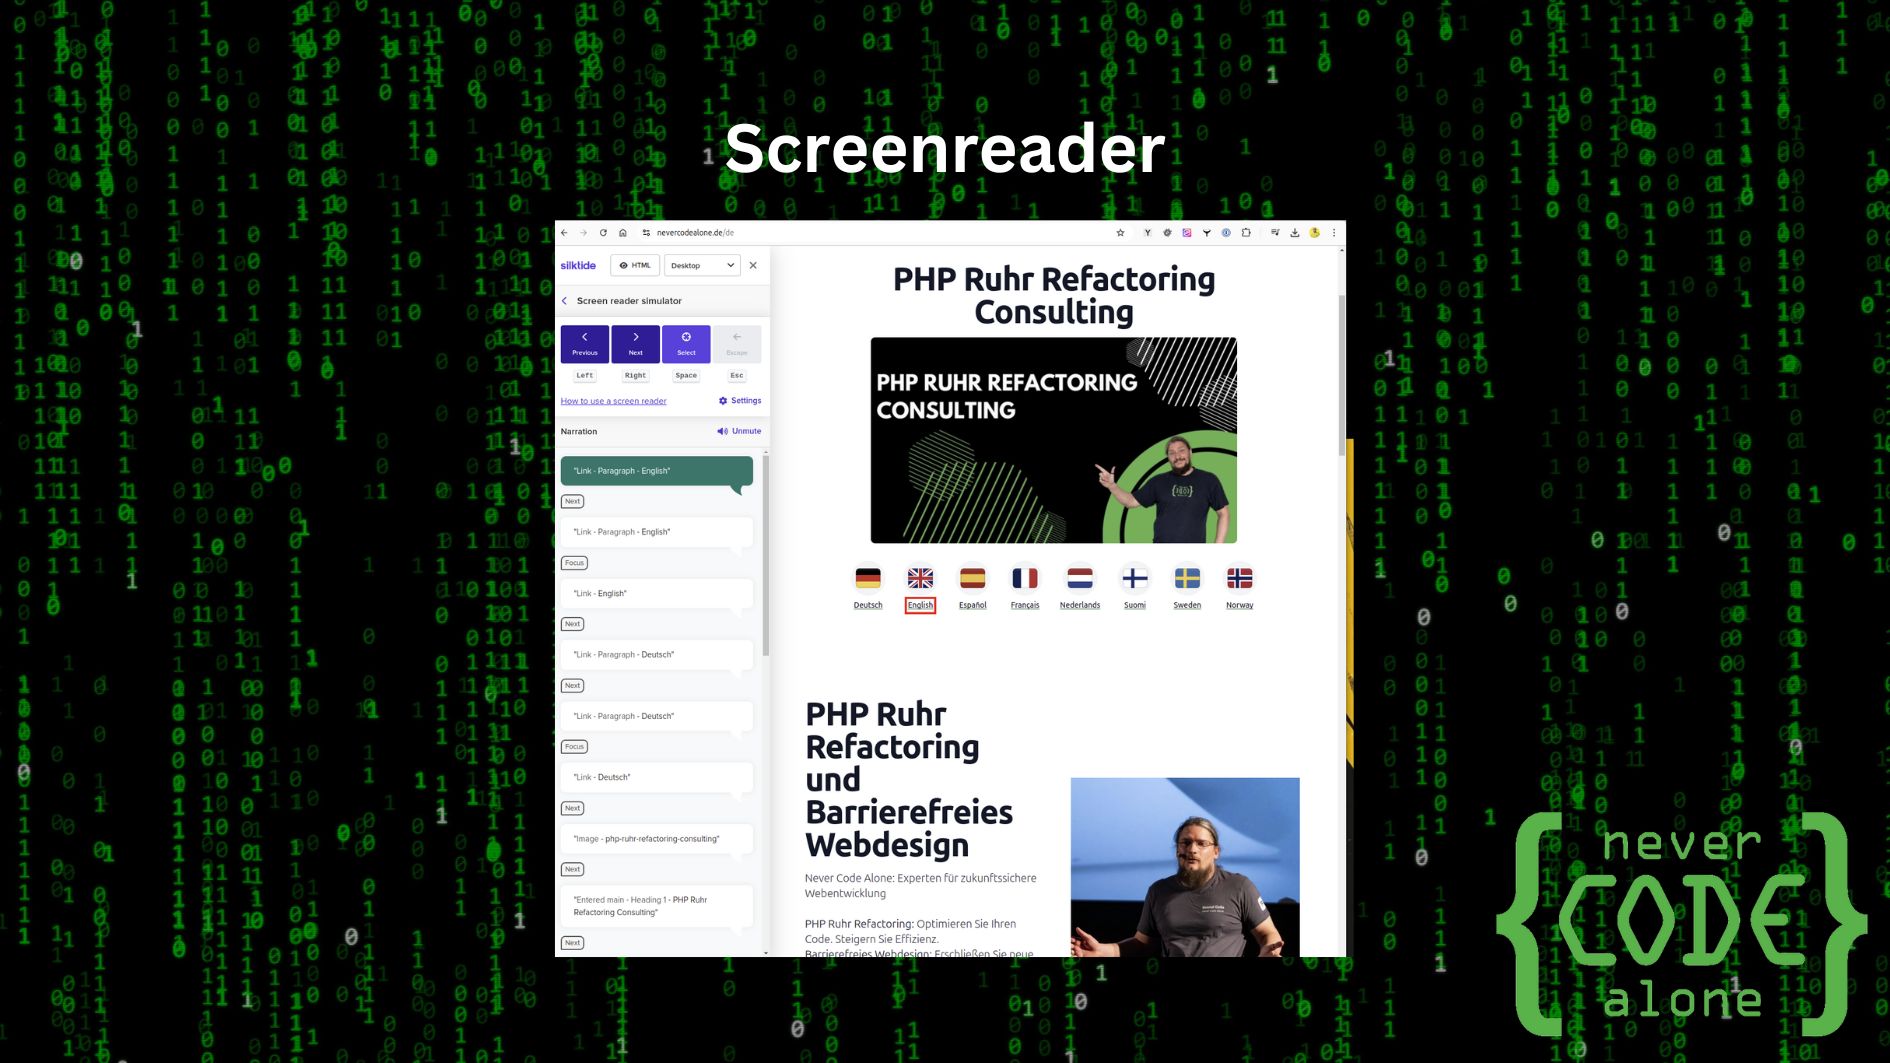 Screenreader
nevercodealone.de/de
silktide
HTML
Desktop
Screen reader simulator
Previous
Next
Select
Escape
Left
Right
Space
Esc
How to use a screen reader
Settings
Narration
Unmute
"Link - Paragraph - English"
Next
"Link - Paragraph - English"
Focus
"Link - English"
Next
"Link - Paragraph - Deutsch"
Next
"Link - Paragraph - Deutsch"
Focus
"Link - Deutsch"
Next
"Image - php-ruhr-refactoring-consulting"
Next
"Entered main - Heading 1 - PHP Ruhr
Refactoring Consulting"
Next
PHP Ruhr Refactoring
Consulting
PHP RUHR REFACTORING
CONSULTING
Deutsch
English
Español
Français
Nederlands
Suomi
Sweden
Norway
PHP Ruhr
Refactoring
und
Barrierefreies
Webdesign
Never Code Alone: Experten für zukunftssichere
Webentwicklung
PHP Ruhr Refactoring: Optimieren Sie Ihren
Code. Steigern Sie Effizienz.
Barrierefreies Webdesign: Erschließen Sie neue
never
CODE
alone